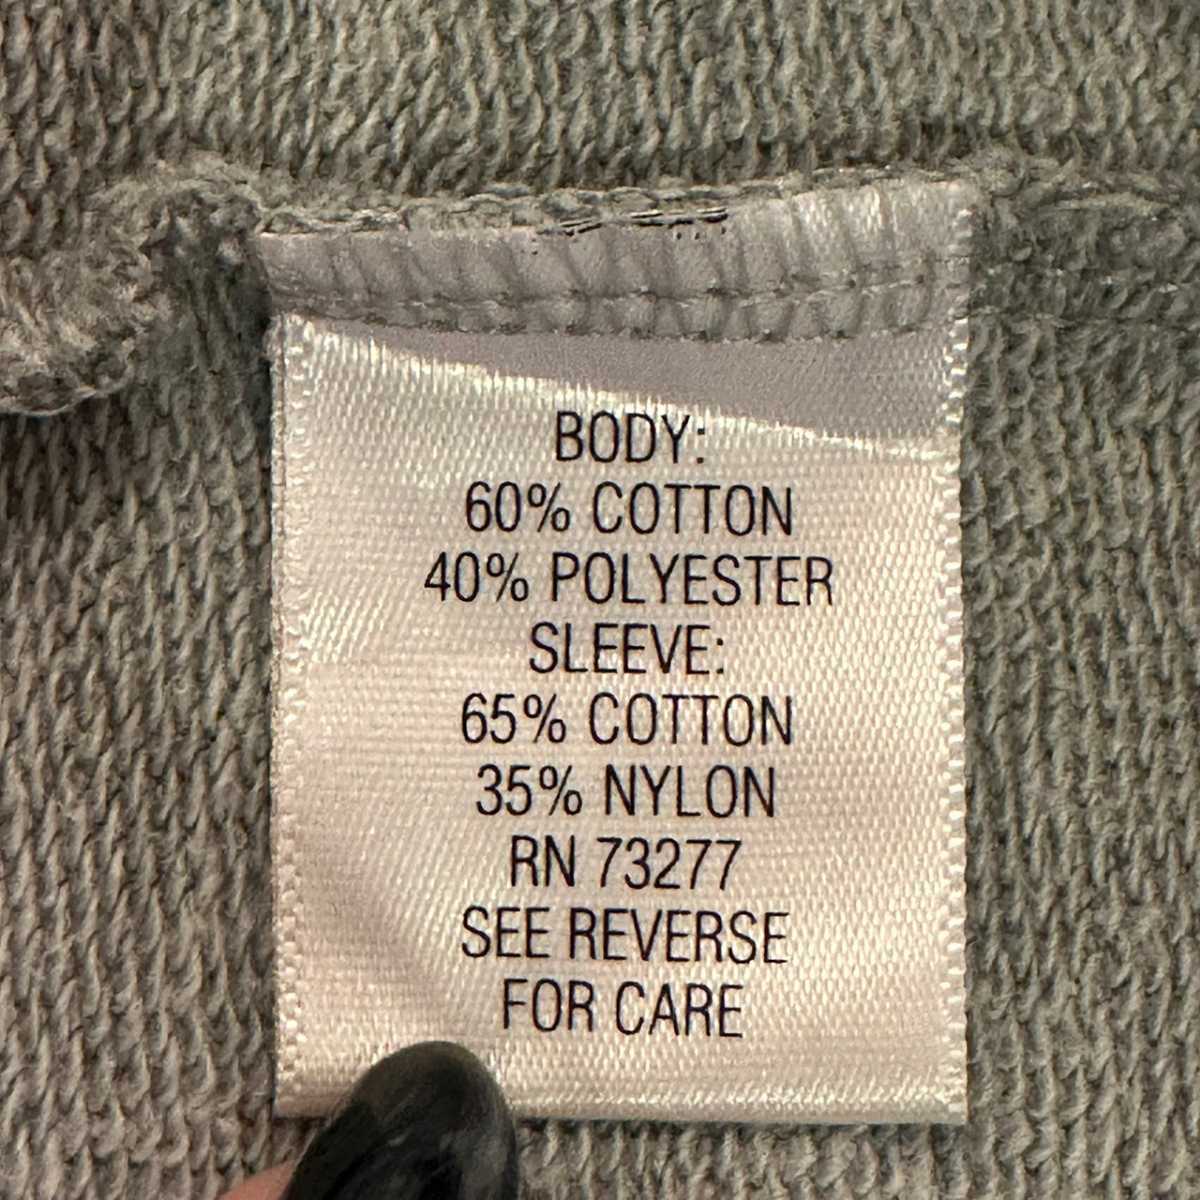 BODY:
60% COTTON
40% POLYESTER
SLEEVE:
65% COTTON
35% NYLON
RN 73277
SEE REVERSE
FOR CARE